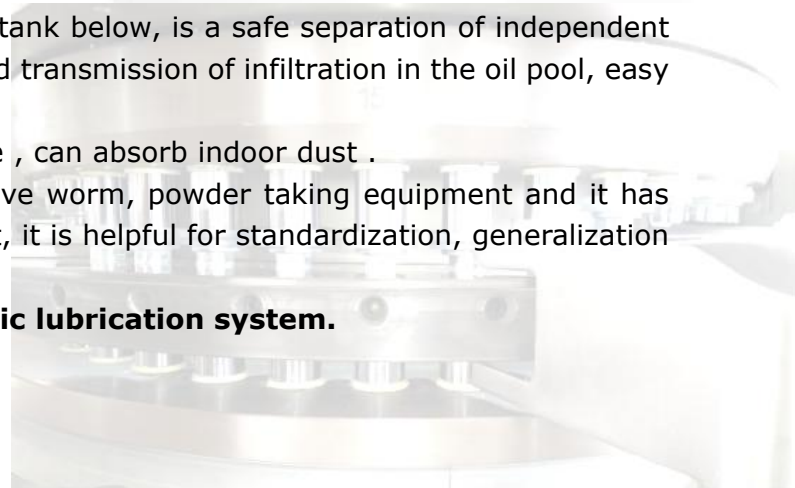 tank below, is a safe separation of independent
d transmission of infiltration in the oil pool, easy
e , can absorb indoor dust .
ve worm, powder taking equipment and it has
t, it is helpful for standardization, generalization
ic lubrication system.
15